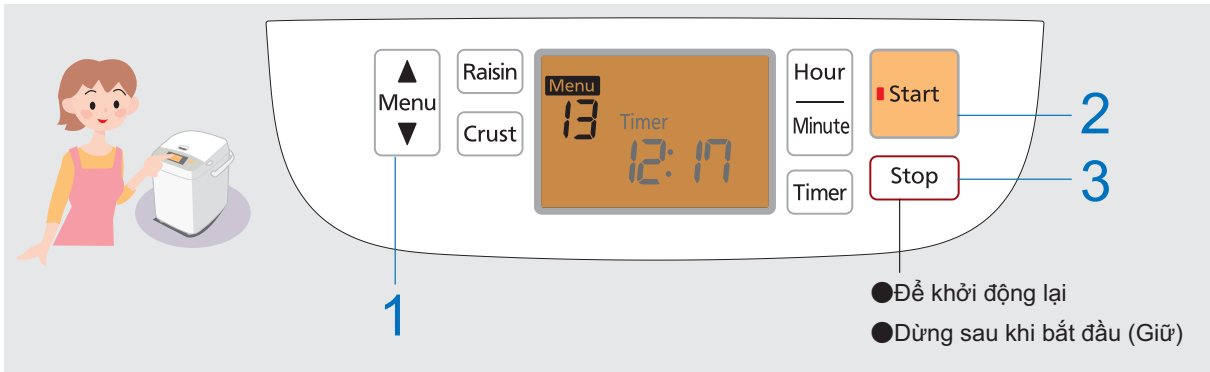 Menu
Raisin
Crust
Menu
13
Timer
12:17
Hour
Minute
Timer
Start
Stop
1
2
3
●Để khởi động lại
●Dừng sau khi bắt đầu (Giữ)